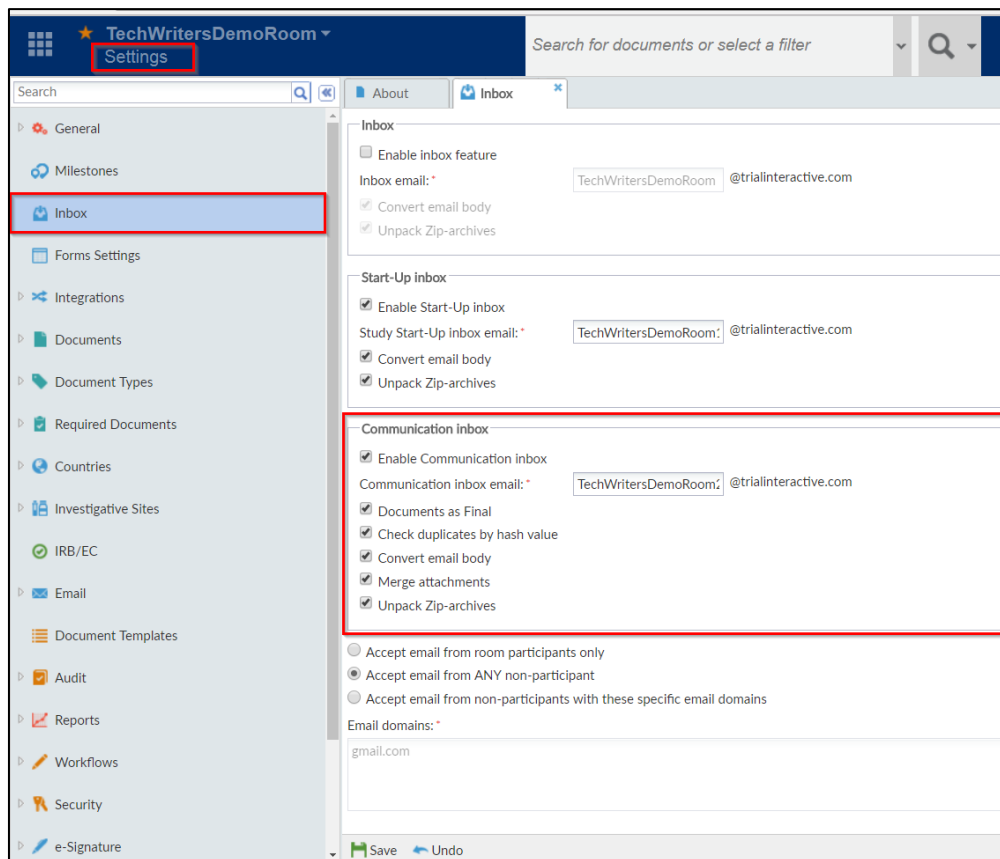 TechWritersDemoRoom
Settings
Search for documents or select a filter
Search
General
Milestones
Inbox
Forms Settings
Integrations
Documents
Document Types
Required Documents
Countries
Investigative Sites
IRB/EC
Email
Document Templates
Audit
Reports
Workflows
Security
e-Signature
About
Inbox
Inbox
Enable inbox feature
Inbox email:* TechWritersDemoRoom @trialinteractive.com
Convert email body
Unpack Zip-archives
Start-Up inbox
Enable Start-Up inbox
Study Start-Up inbox email:* TechWritersDemoRoom1 @trialinteractive.com
Convert email body
Unpack Zip-archives
Communication inbox
Enable Communication inbox
Communication inbox email:* TechWritersDemoRoom2 @trialinteractive.com
Documents as Final
Check duplicates by hash value
Convert email body
Merge attachments
Unpack Zip-archives
Accept email from room participants only
Accept email from ANY non-participant
Accept email from non-participants with these specific email domains
Email domains:*
gmail.com
Save Undo